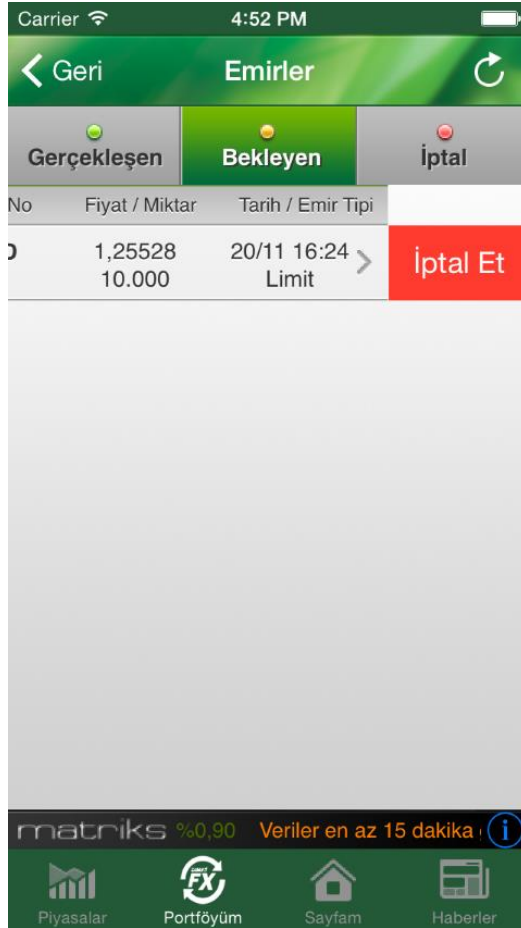 Carrier 4:52 PM
Geri Emirler
Gerçekleşen Bekleyen İptal
No Fiyat / Miktar Tarih / Emir Tipi
1,25528 20/11 16:24 İptal Et
10.000 Limit
matriks %0,90 Veriler en az 15 dakika
FX
Piyasalar Portföyüm Sayfam Haberler